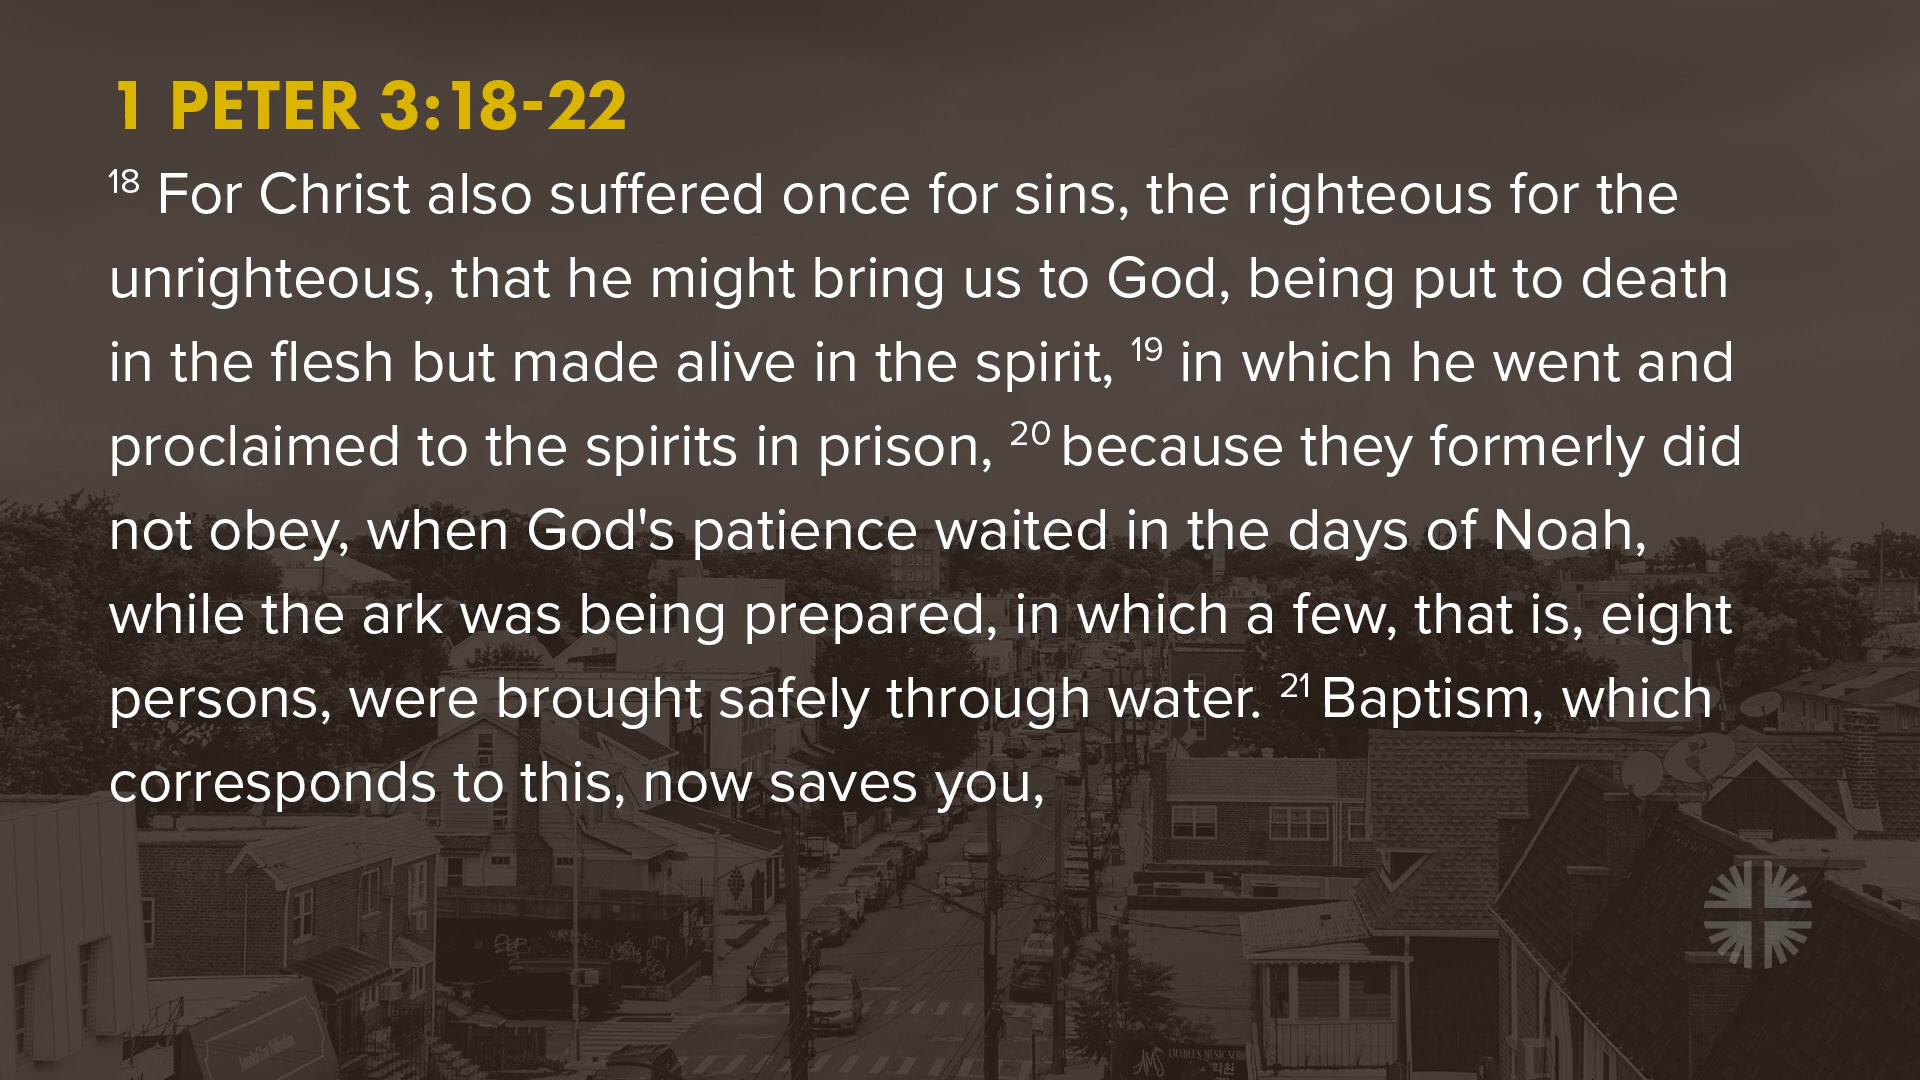 1 PETER 3:18-22
18 For Christ also suffered once for sins, the righteous for the
unrighteous, that he might bring us to God, being put to death
in the flesh but made alive in the spirit, 19 in which he went and
proclaimed to the spirits in prison, 20 because they formerly did
not obey, when God's patience waited in the days of Noah,
while the ark was being prepared, in which a few, that is, eight
persons, were brought safely through water. 21 Baptism, which
corresponds to this, now saves you,
AMS AMADEUS MUSIC SCHO